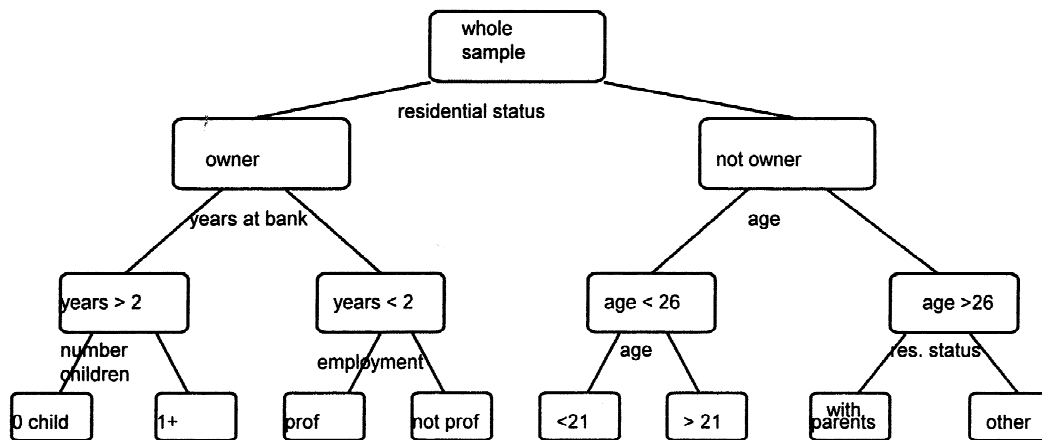 whole
sample
residential status
owner
not owner
years at bank
age
years > 2
years < 2
age < 26
age >26
number
children
employment
age
res. status
0 child
1+
prof
not prof
<21
> 21
with
parents
other